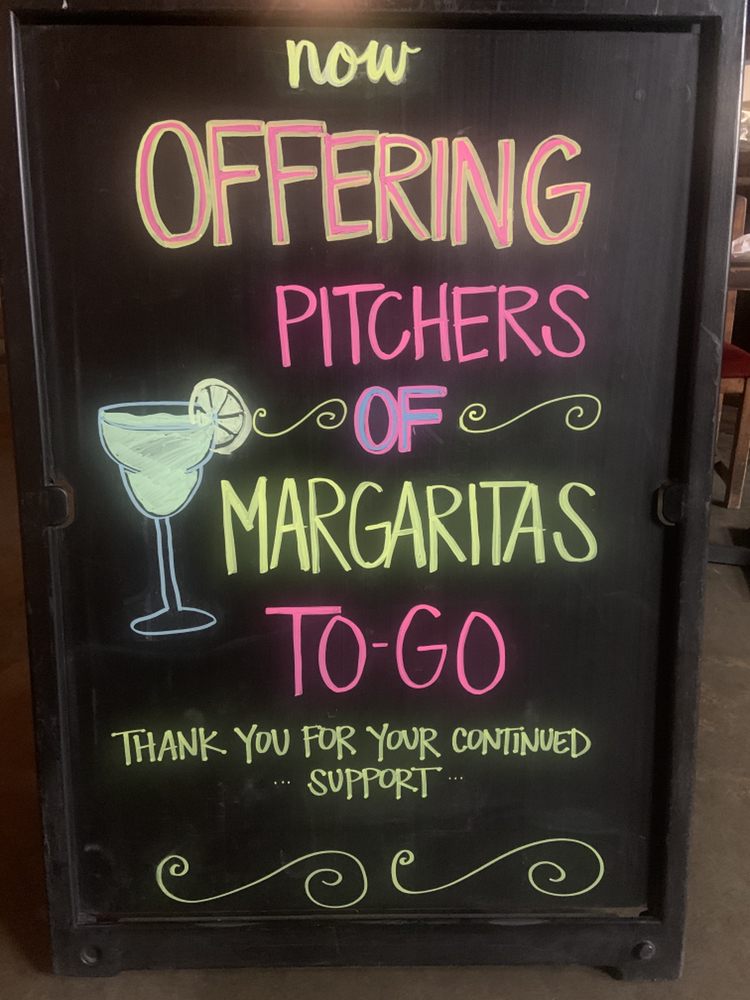 now
OFFERING
PITCHERS
OF
MARGARITAS
TO-GO
THANK YOU FOR YOUR CONTINUED
... SUPPORT ...